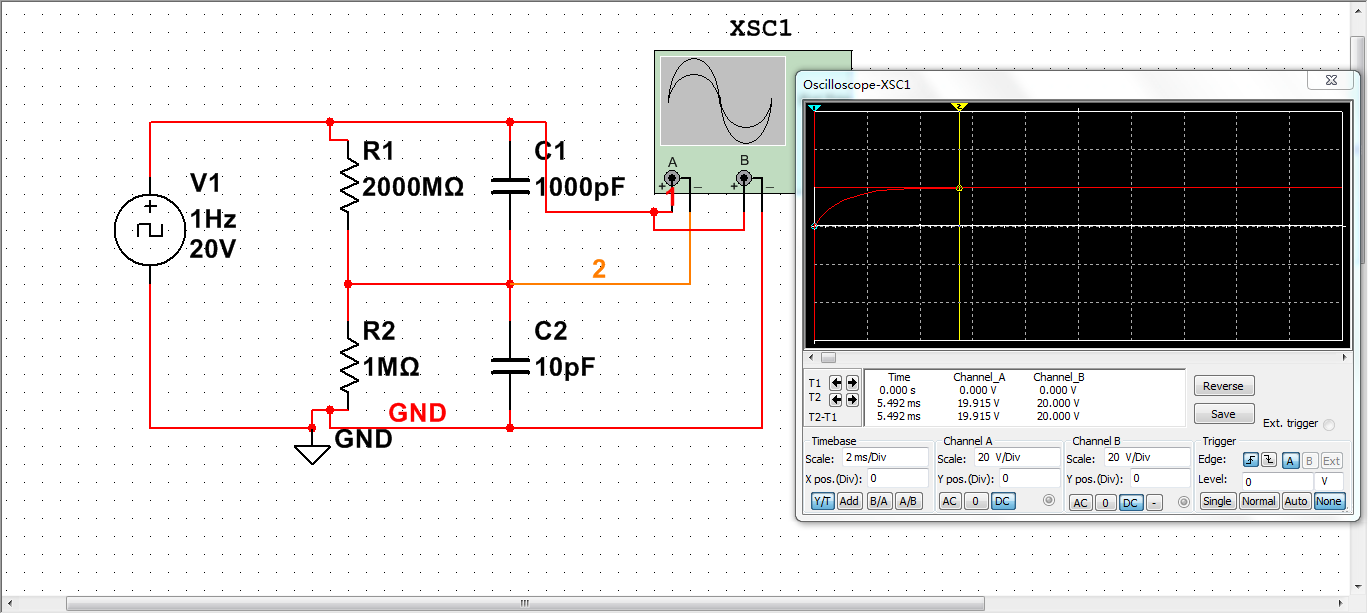 XSC1
A
B
+
–
+
–
V1
1Hz
20V
R1
2000MΩ
C1
1000pF
2
R2
1MΩ
C2
10pF
GND
GND
Oscilloscope-XSC1
1
2
Time Channel_A Channel_B
T1 0.000 s 0.000 V 0.000 V
T2 5.492 ms 19.915 V 20.000 V
T2-T1 5.492 ms 19.915 V 20.000 V
Reverse
Save
Ext. trigger
Timebase
Scale: 2 ms/Div
X pos.(Div): 0
Y/T Add B/A A/B
Channel A
Scale: 20 V/Div
Y pos.(Div): 0
AC 0 DC
Channel B
Scale: 20 V/Div
Y pos.(Div): 0
AC 0 DC -
Trigger
Edge: A B Ext
Level: 0 V
Single Normal Auto None